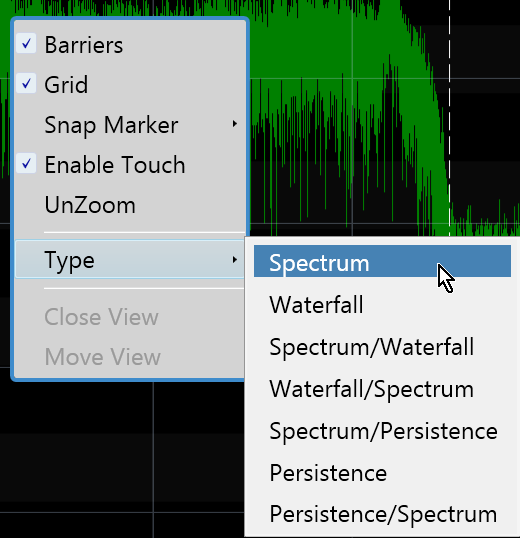 Barriers
Grid
Snap Marker
Enable Touch
UnZoom
Type
Close View
Move View
Spectrum
Waterfall
Spectrum/Waterfall
Waterfall/Spectrum
Spectrum/Persistence
Persistence
Persistence/Spectrum